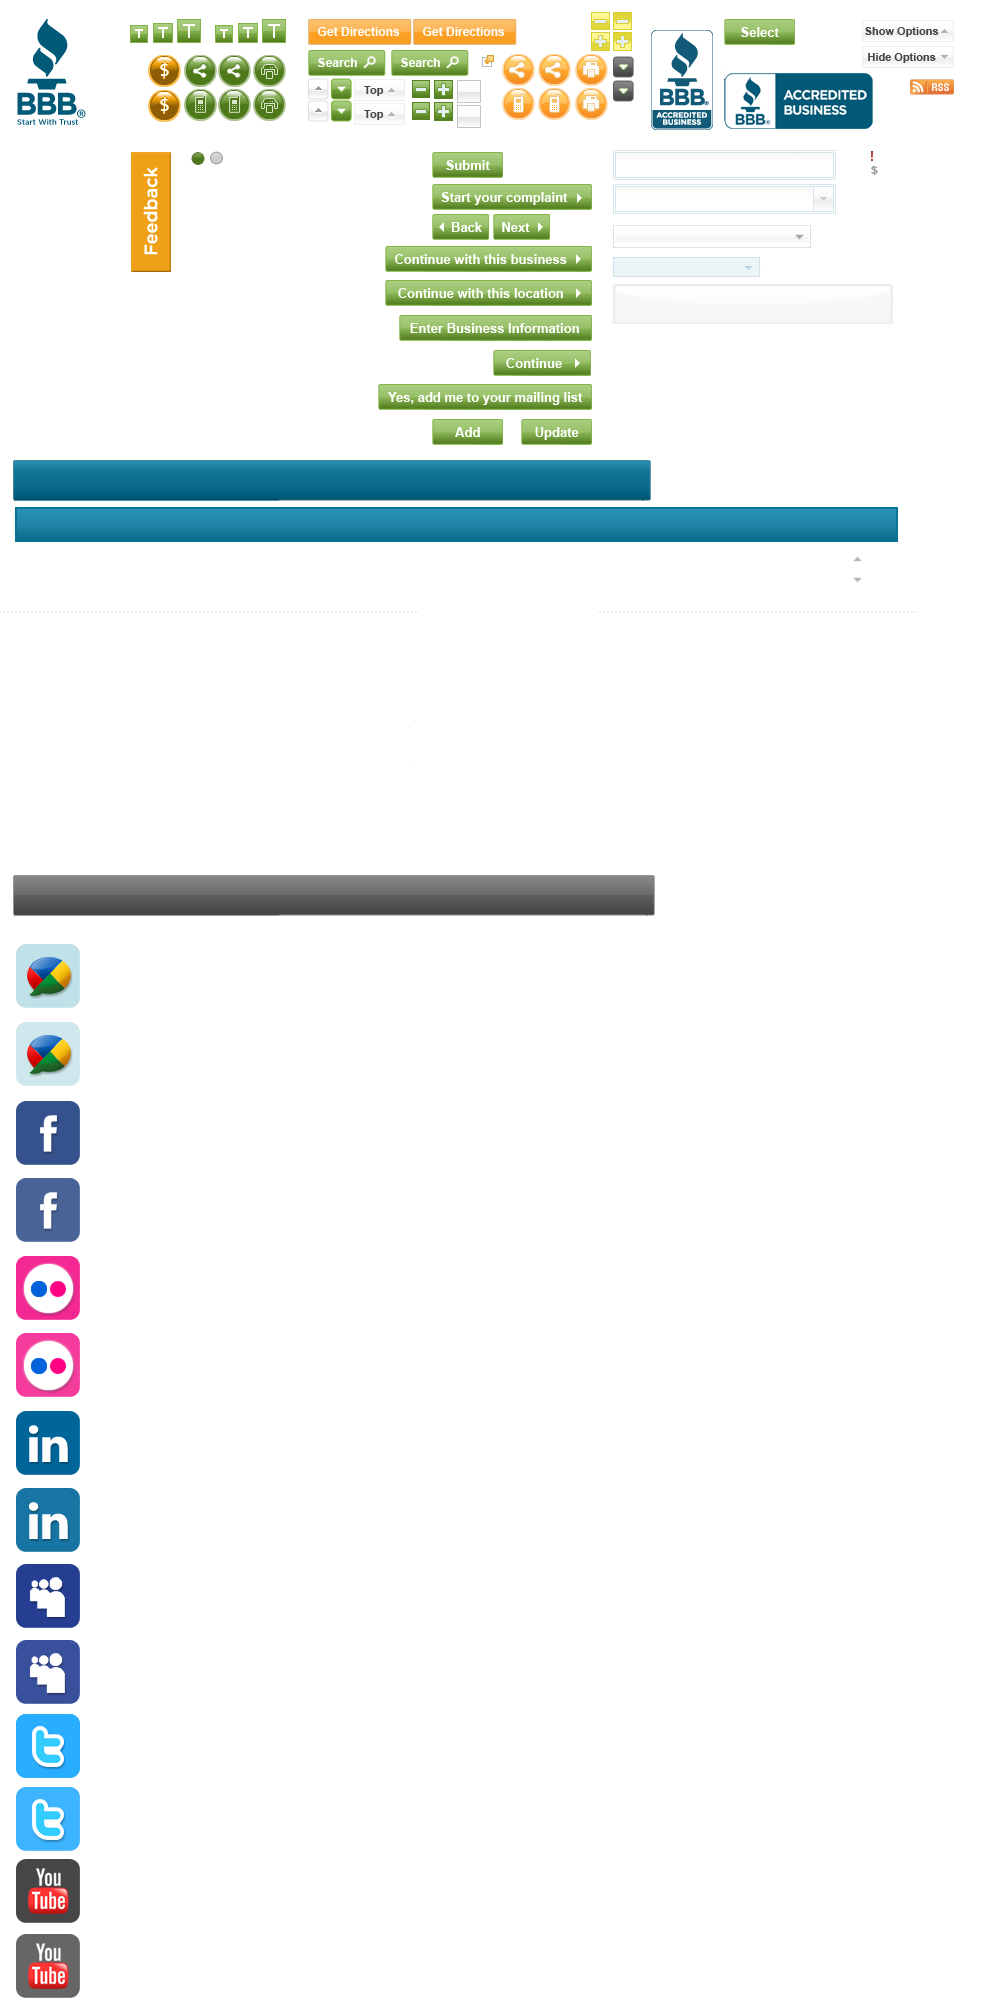 BBB®
Start With Trust
T T T T T T
Get Directions
Get Directions
Search
Search
Top
Top
$
$
BBB®
ACCREDITED
BUSINESS
Select
BBB®
ACCREDITED
BUSINESS
Show Options
Hide Options
RSS
Feedback
!
$
Submit
Start your complaint
Back
Next
Continue with this business
Continue with this location
Enter Business Information
Continue
Yes, add me to your mailing list
Add
Update
f
f
in
in
t
t
You
Tube
You
Tube